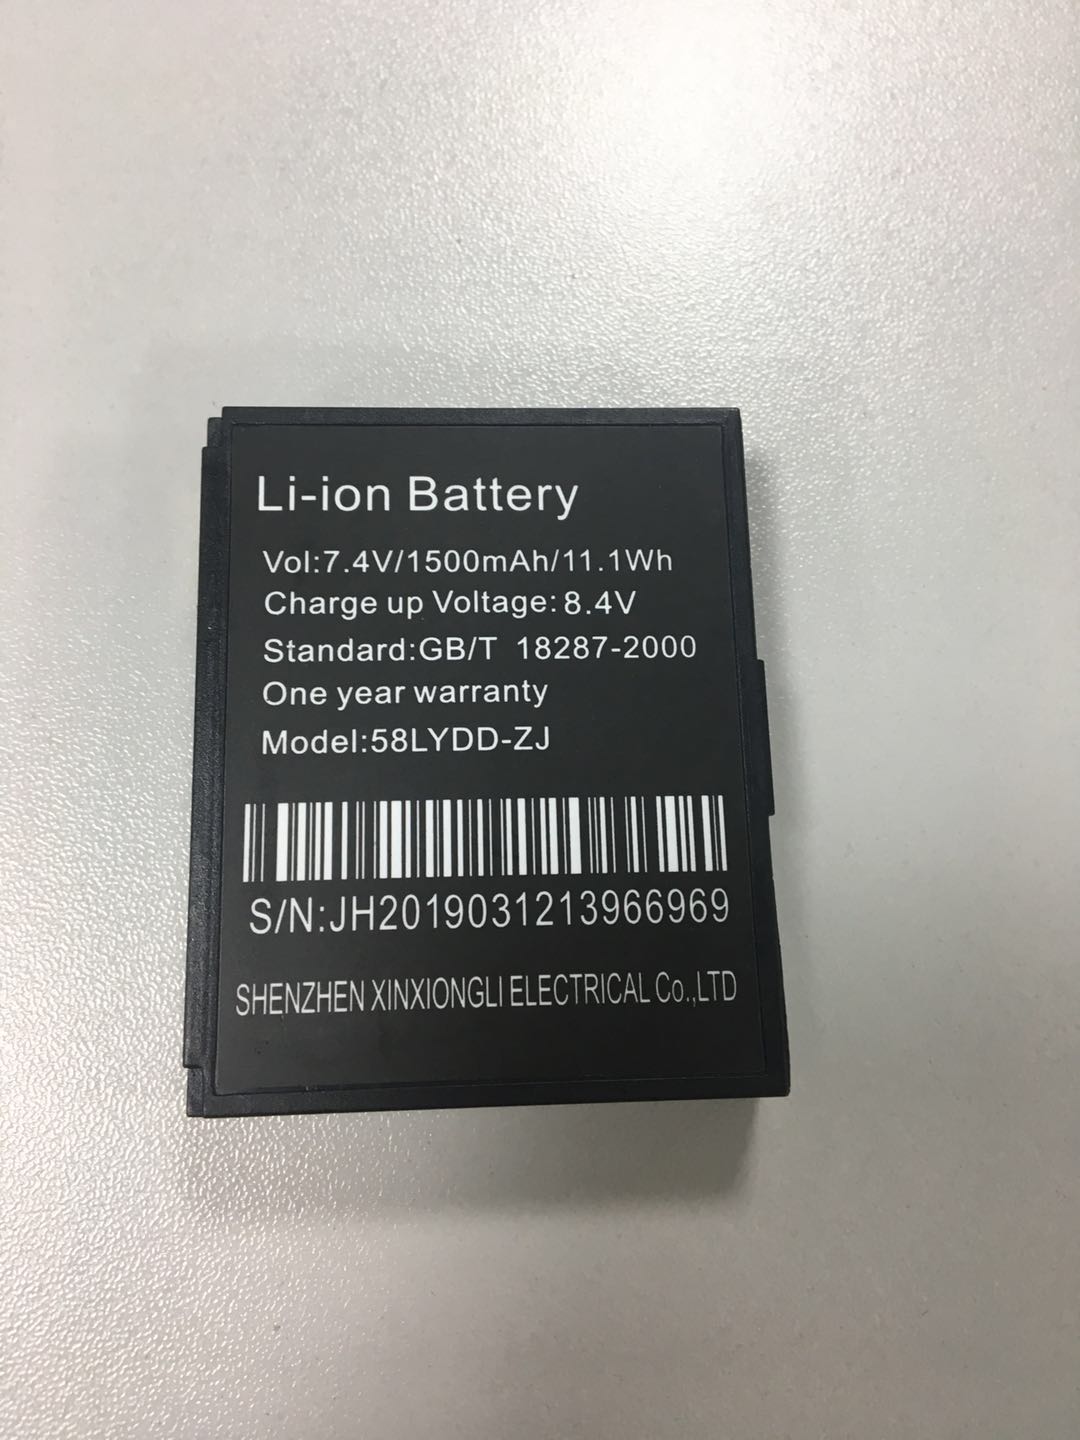 Li-ion Battery
Vol:7.4V/1500mAh/11.1Wh
Charge up Voltage:8.4V
Standard:GB/T 18287-2000
One year warranty
Model:58LYDD-ZJ
S/N:JH2019031213966969
SHENZHEN XINXIONGLI ELECTRICAL Co.,LTD